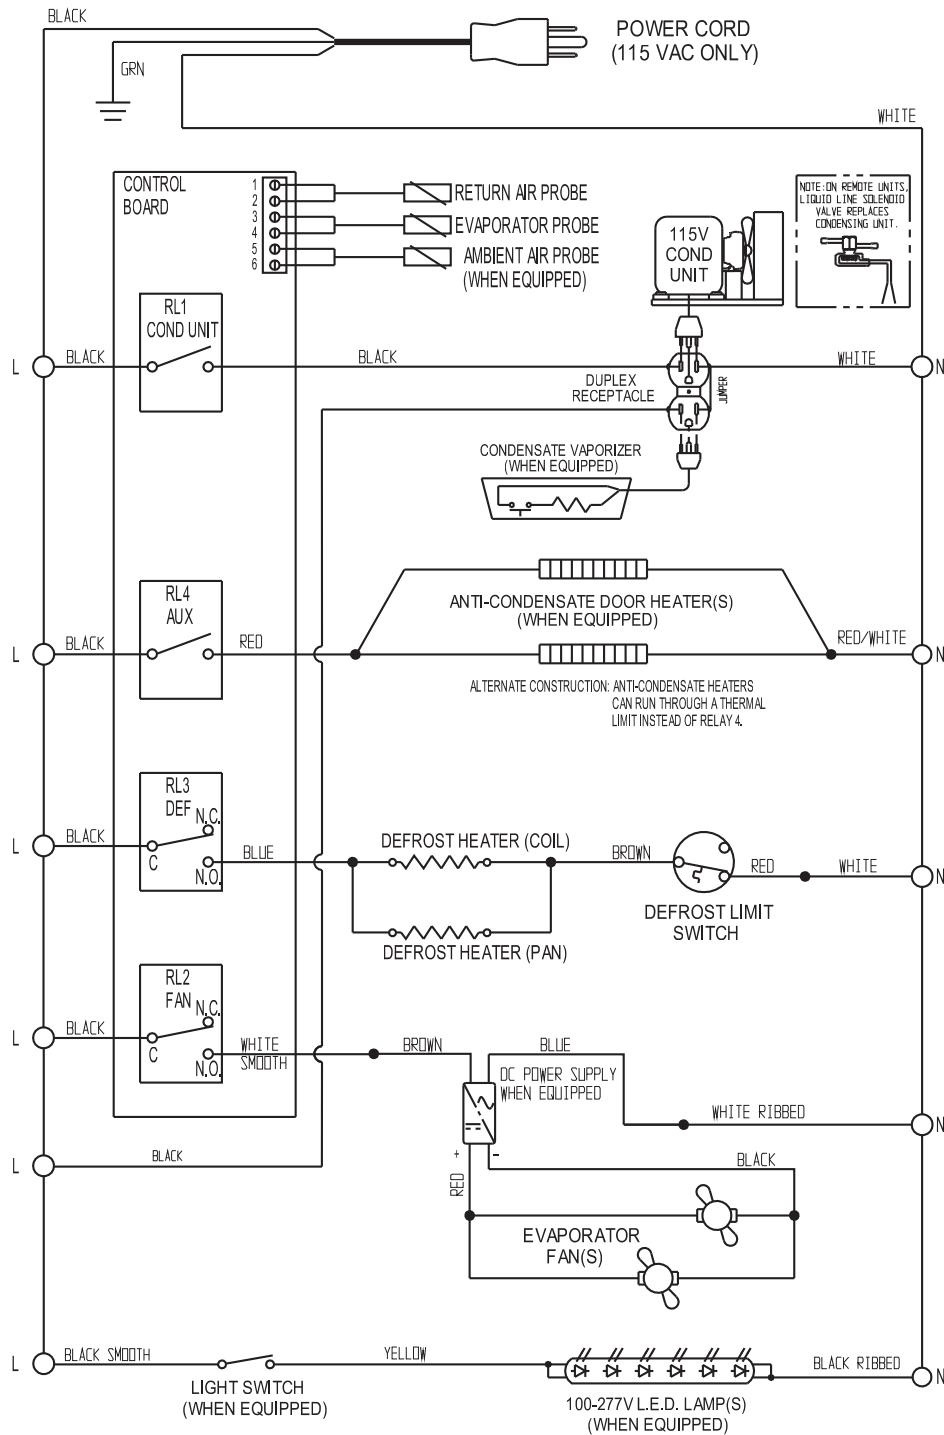 BLACK
POWER CORD
(115 VAC ONLY)
GRN
WHITE
CONTROL
BOARD
1
2
3
4
5
6
RETURN AIR PROBE
EVAPORATOR PROBE
AMBIENT AIR PROBE
(WHEN EQUIPPED)
115V
COND
UNIT
NOTE: ON REMOTE UNITS,
LIQUID LINE SOLENOID
VALVE REPLACES
CONDENSING UNIT.
RL1
COND UNIT
L
BLACK
BLACK
WHITE
N
DUPLEX
RECEPTACLE
JUMPER
CONDENSATE VAPORIZER
(WHEN EQUIPPED)
RL4
AUX
L
BLACK
RED
ANTI-CONDENSATE DOOR HEATER(S)
(WHEN EQUIPPED)
RED/WHITE
N
ALTERNATE CONSTRUCTION: ANTI-CONDENSATE HEATERS
CAN RUN THROUGH A THERMAL
LIMIT INSTEAD OF RELAY 4.
RL3
DEF
N.C.
L
BLACK
C
N.O.
BLUE
DEFROST HEATER (COIL)
BROWN
RED
WHITE
N
DEFROST LIMIT
SWITCH
DEFROST HEATER (PAN)
RL2
FAN
N.C.
L
BLACK
C
N.O.
WHITE
SMOOTH
BROWN
BLUE
DC POWER SUPPLY
WHEN EQUIPPED
WHITE RIBBED
N
L
BLACK
+
-
RED
BLACK
EVAPORATOR
FAN(S)
L
BLACK SMOOTH
YELLOW
BLACK RIBBED
N
LIGHT SWITCH
(WHEN EQUIPPED)
100-277V L.E.D. LAMP(S)
(WHEN EQUIPPED)